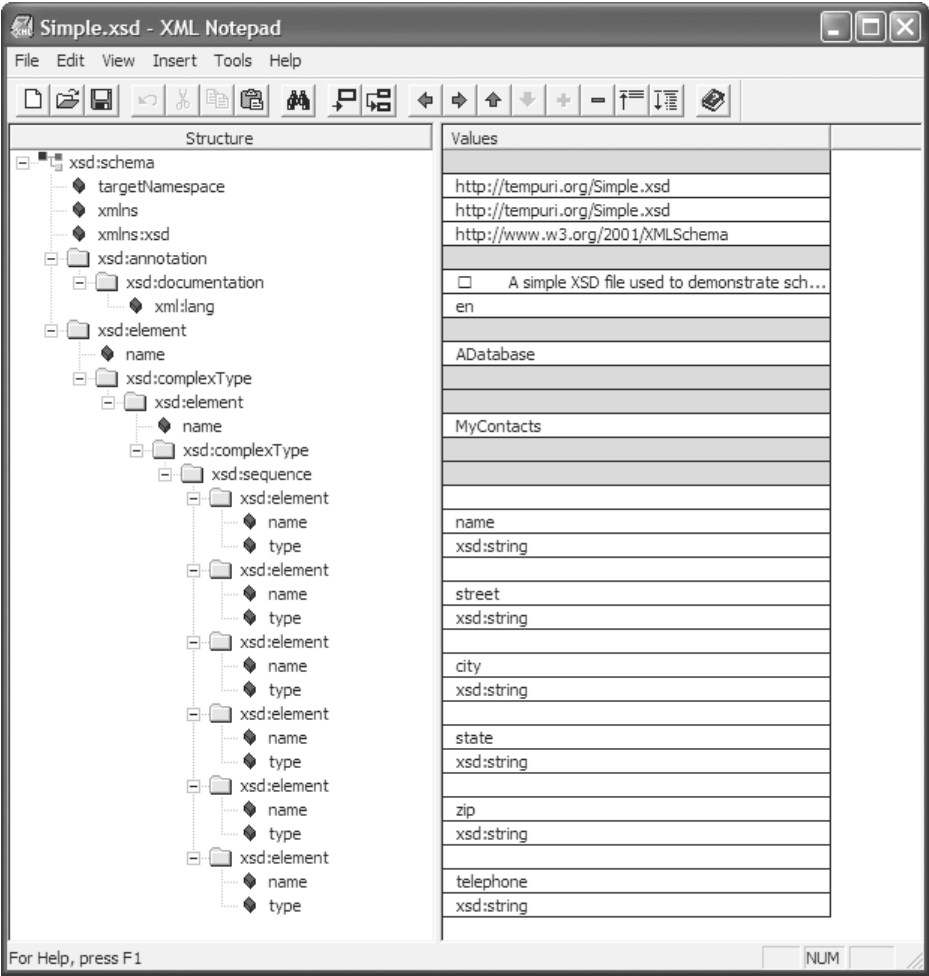 Simple.xsd - XML Notepad
File Edit View Insert Tools Help
Structure Values
xsd:schema
targetNamespace http://tempuri.org/Simple.xsd
xmlns http://tempuri.org/Simple.xsd
xmlns:xsd http://www.w3.org/2001/XMLSchema
xsd:annotation
xsd:documentation A simple XSD file used to demonstrate sch...
xml:lang en
xsd:element
name ADatabase
xsd:complexType
xsd:element
name MyContacts
xsd:complexType
xsd:sequence
xsd:element
name name
type xsd:string
xsd:element
name street
type xsd:string
xsd:element
name city
type xsd:string
xsd:element
name state
type xsd:string
xsd:element
name zip
type xsd:string
xsd:element
name telephone
type xsd:string
For Help, press F1 NUM